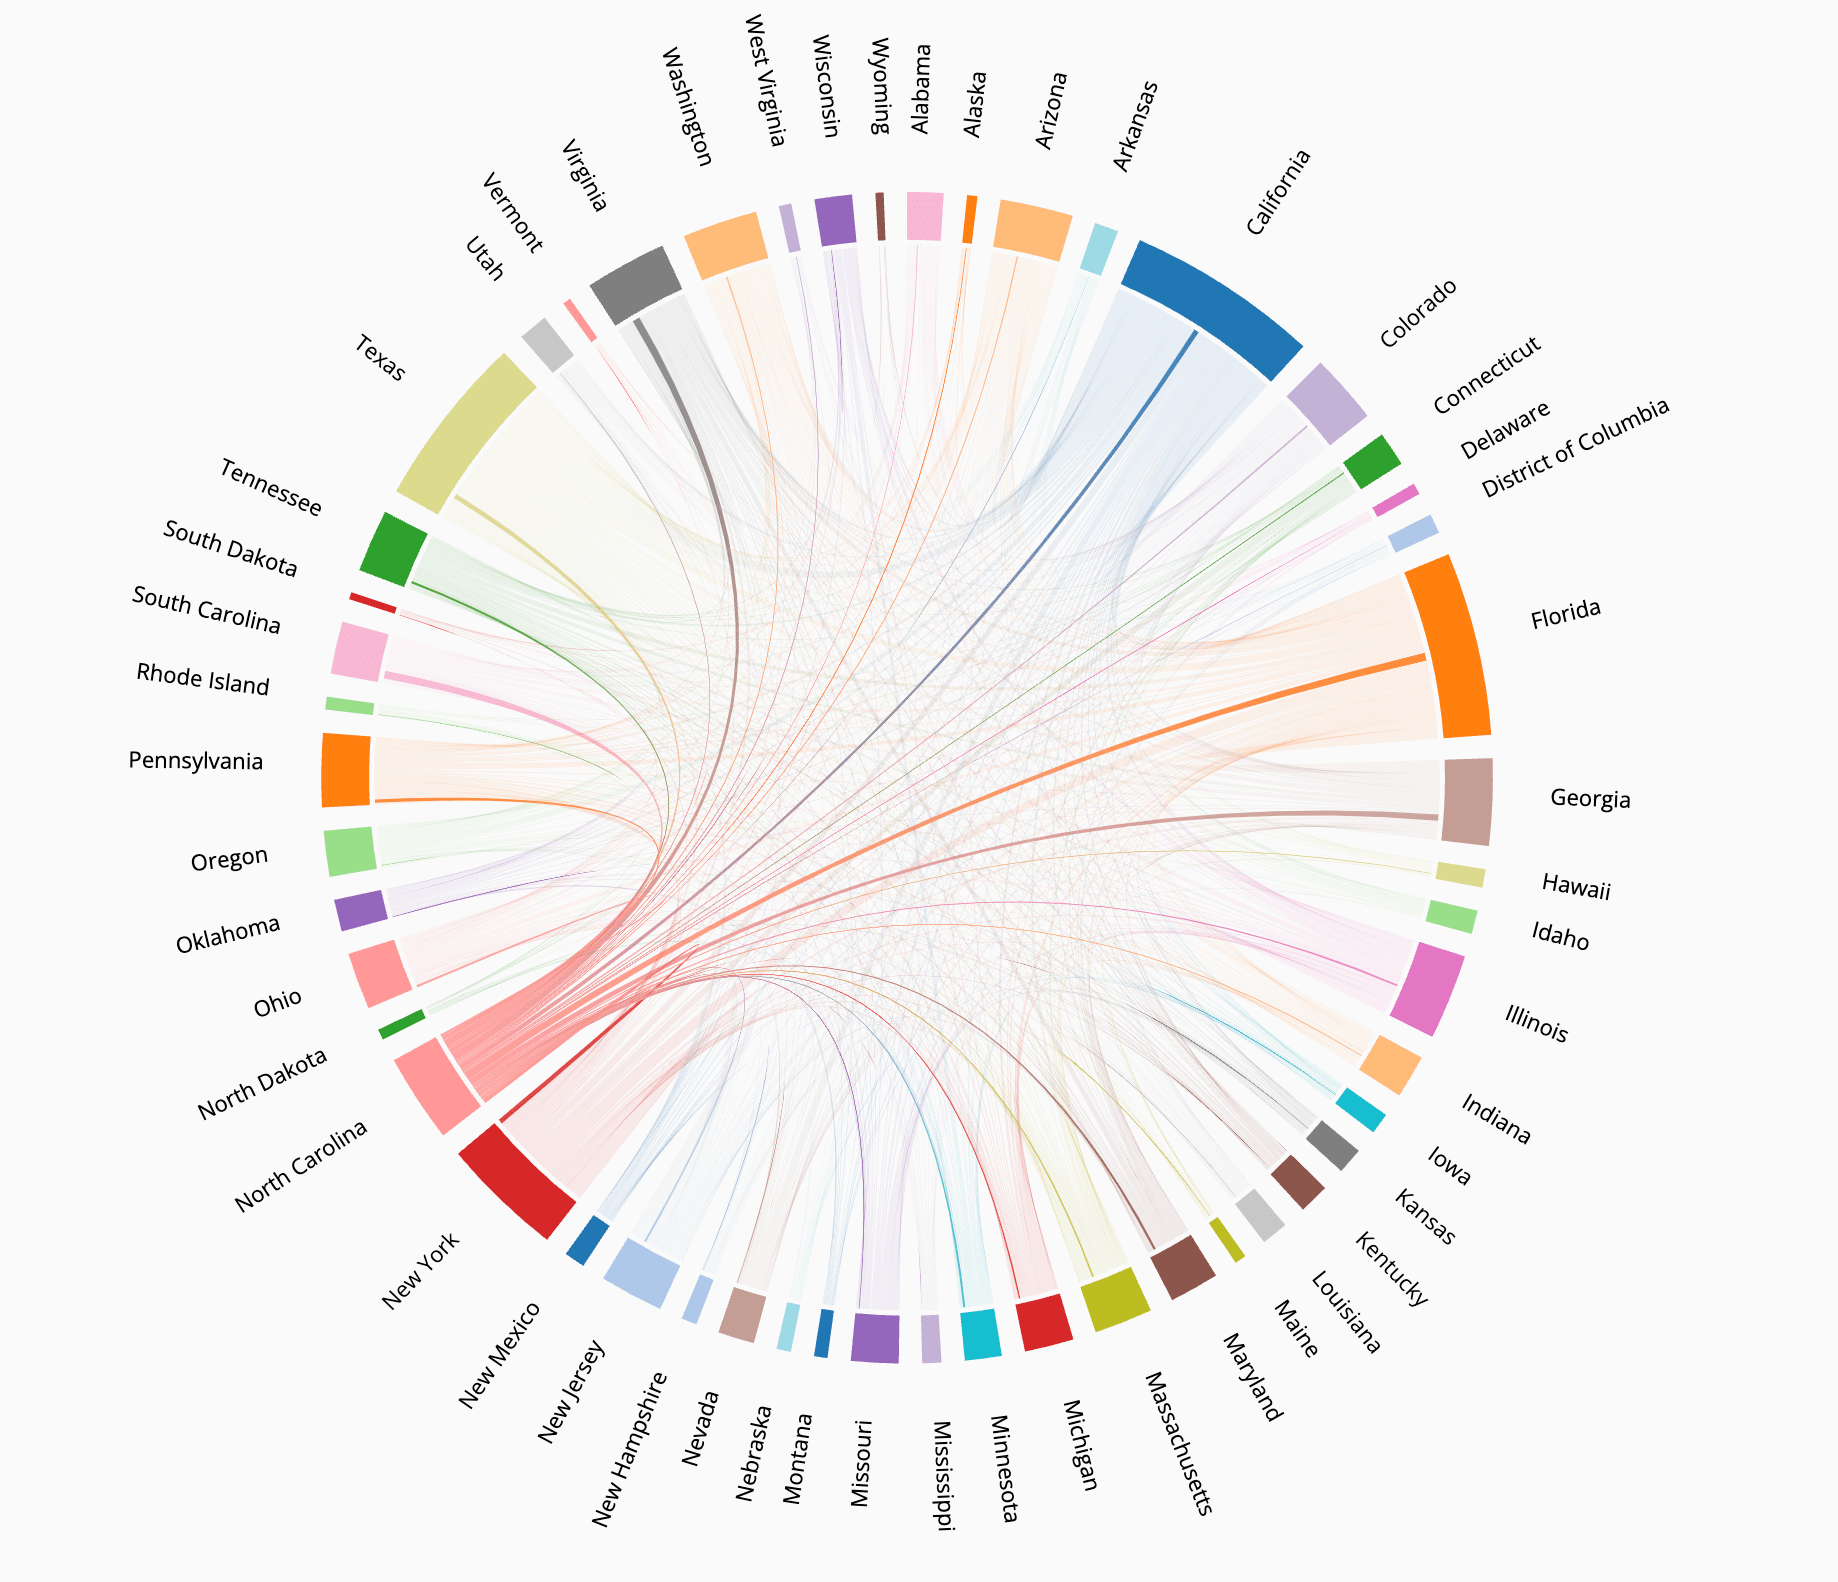 Alabama
Alaska
Arizona
Arkansas
California
Colorado
Connecticut
Delaware
District of Columbia
Florida
Georgia
Hawaii
Idaho
Illinois
Indiana
Iowa
Kansas
Kentucky
Louisiana
Maine
Maryland
Massachusetts
Michigan
Minnesota
Mississippi
Missouri
Montana
Nebraska
Nevada
New Hampshire
New Jersey
New Mexico
New York
North Carolina
North Dakota
Ohio
Oklahoma
Oregon
Pennsylvania
Rhode Island
South Carolina
South Dakota
Tennessee
Texas
Utah
Vermont
Virginia
Washington
West Virginia
Wisconsin
Wyoming